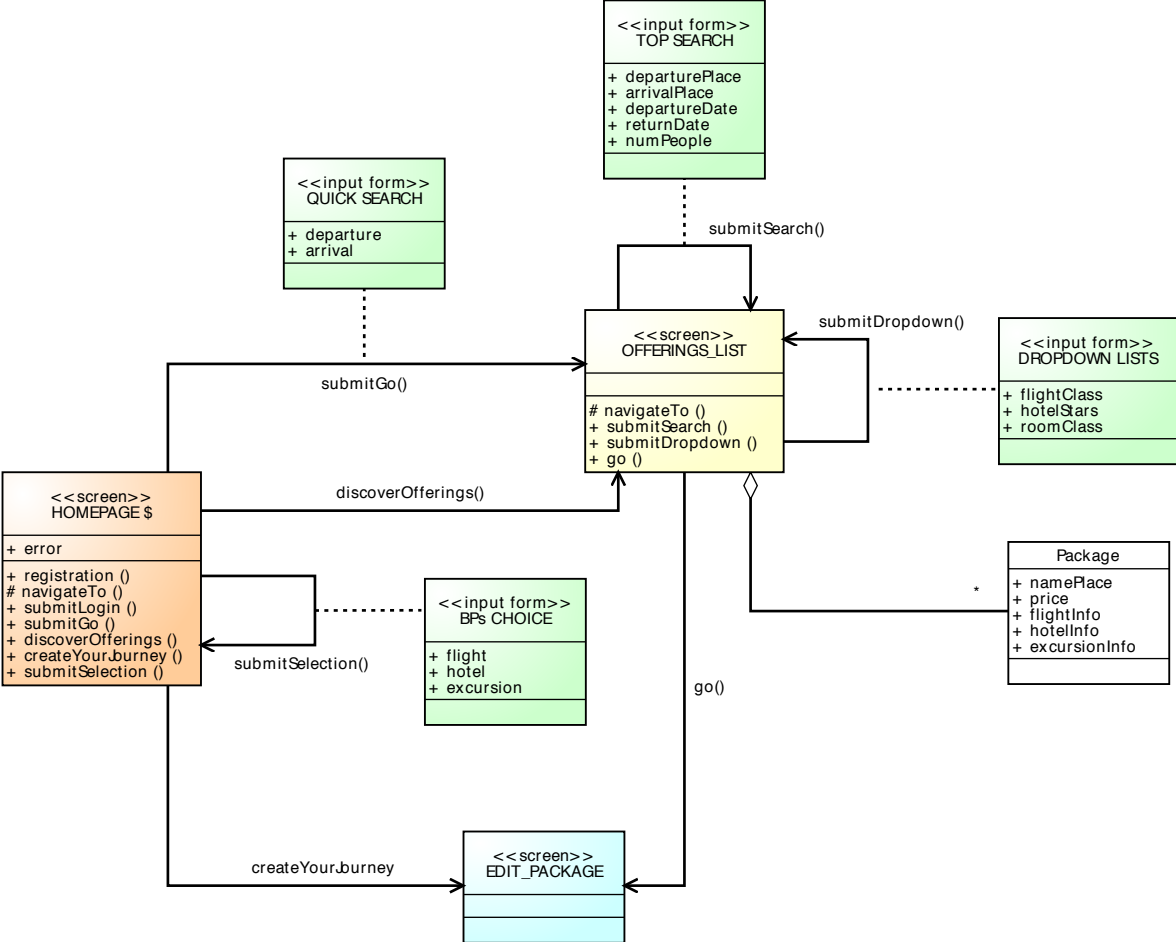 <<input form>>
TOP SEARCH
+ departurePlace
+ arrivalPlace
+ departureDate
+ returnDate
+ numPeople
<<input form>>
QUICK SEARCH
+ departure
+ arrival
submitSearch()
submitGo()
<<screen>>
OFFERINGS_LIST
# navigateTo ()
+ submitSearch ()
+ submitDropdown ()
+ go ()
submitDropdown()
<<input form>>
DROPDOWN LISTS
+ flightClass
+ hotelStars
+ roomClass
<<screen>>
HOMEPAGE $
+ error
+ registration ()
# navigateTo ()
+ submitLogin ()
+ submitGo ()
+ discoverOfferings ()
+ createYourJourney ()
+ submitSelection ()
discoverOfferings()
submitSelection()
<<input form>>
BPs CHOICE
+ flight
+ hotel
+ excursion
*
Package
+ namePlace
+ price
+ flightInfo
+ hotelInfo
+ excursionInfo
go()
createYourJourney
<<screen>>
EDIT_PACKAGE